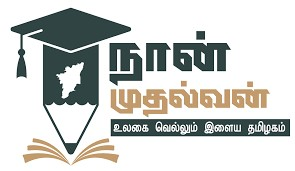 நான்
முதல்வன்
உலகை வெல்லும் இளைய தமிழகம்